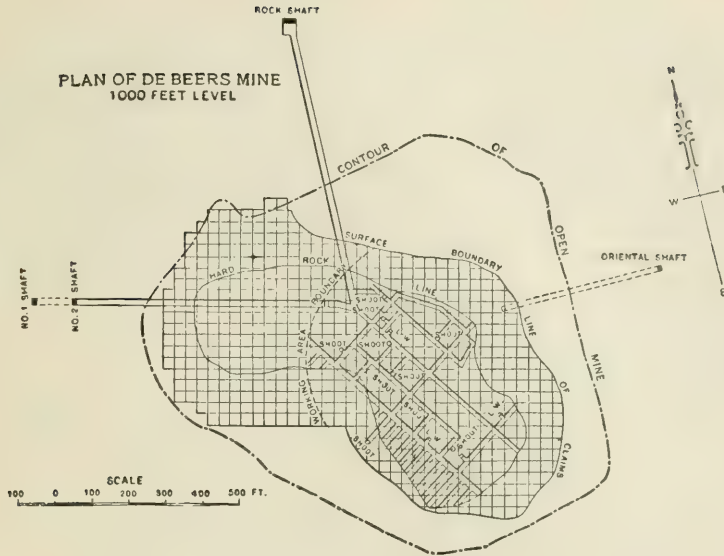 ROCK SHAFT
PLAN OF DE BEERS MINE
1000 FEET LEVEL
N
W
CONTOUR OF OPEN MINE
SURFACE BOUNDARY LINE OF CLAIMS
ORIENTAL SHAFT
HARD ROCK LINE
NO. 1 SHAFT
NO. 2 SHAFT
WORKING AREA BOUNDARY
SHOOT
SHOOT
SHOOT
SHOOT
SHOOT
SHOOT
SHOOT
SHOOT
SHOOT
SHOOT
SCALE
100 0 100 200 300 400 500 FT.